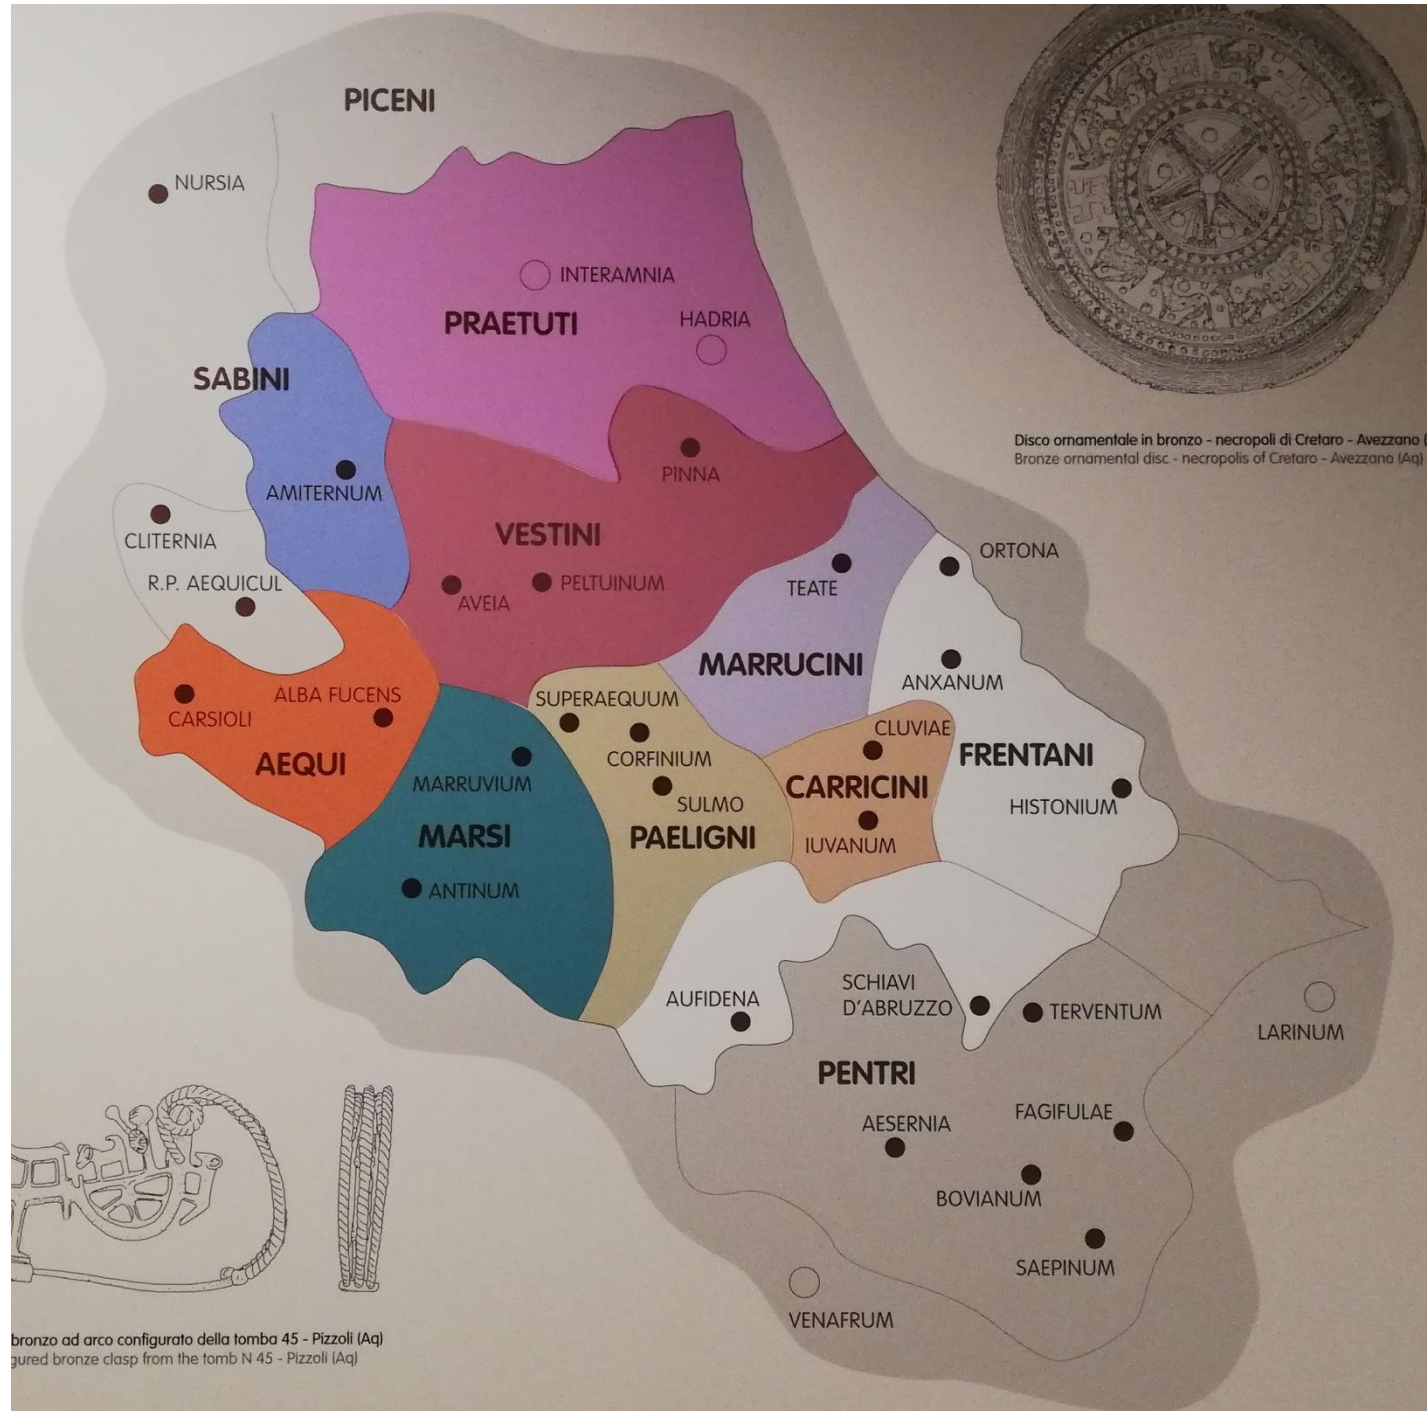 PICENI
NURSIA
INTERAMNIA
PRAETUTI
HADRIA
SABINI
Disco ornamentale in bronzo - necropoli di Cretaro - Avezzano (
Bronze ornamental disc - necropolis of Cretaro - Avezzano (Aq)
PINNA
AMITERNUM
VESTINI
CLITERNIA
ORTONA
R.P. AEQUICUL
PELTUINUM
TEATE
AVEIA
MARRUCINI
ANXANUM
ALBA FUCENS
SUPERAEQUUM
CARSIOLI
CLUVIAE
AEQUI
CORFINIUM
FRENTANI
MARRUVIUM
CARRICINI
SULMO
HISTONIUM
MARSI
PAELIGNI
IUVANUM
ANTINUM
AUFIDENA
SCHIAVI
D'ABRUZZO
TERVENTUM
LARINUM
PENTRI
AESERNIA
FAGIFULAE
BOVIANUM
SAEPINUM
VENAFRUM
bronzo ad arco configurato della tomba 45 - Pizzoli (Aq)
gured bronze clasp from the tomb N 45 - Pizzoli (Aq)